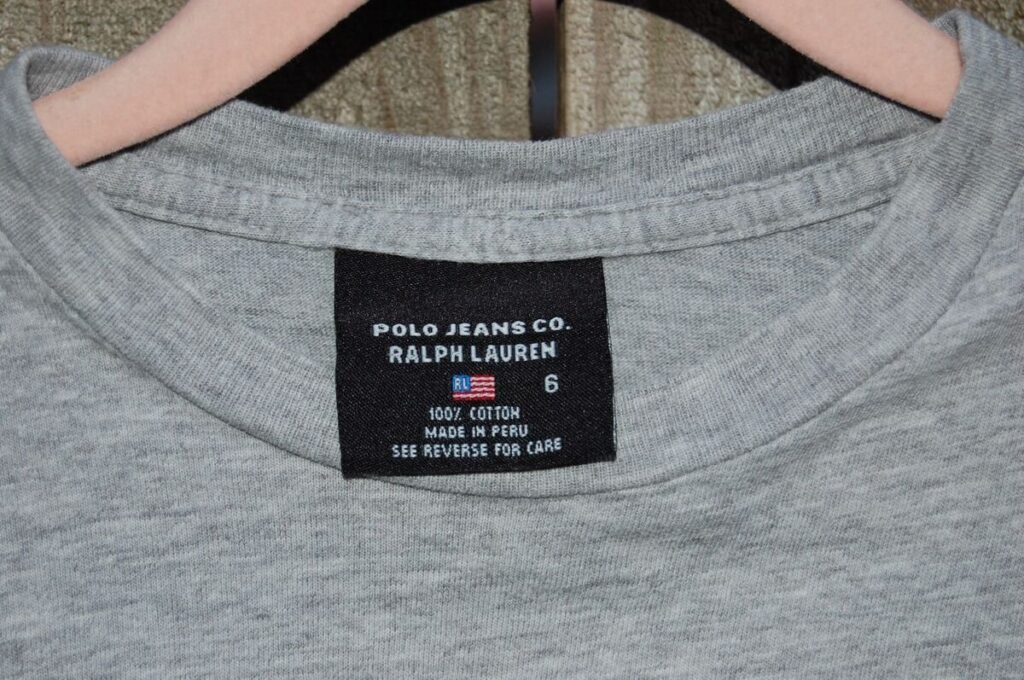 POLO JEANS CO.
RALPH LAUREN
RL 6
100% COTTON
MADE IN PERU
SEE REVERSE FOR CARE